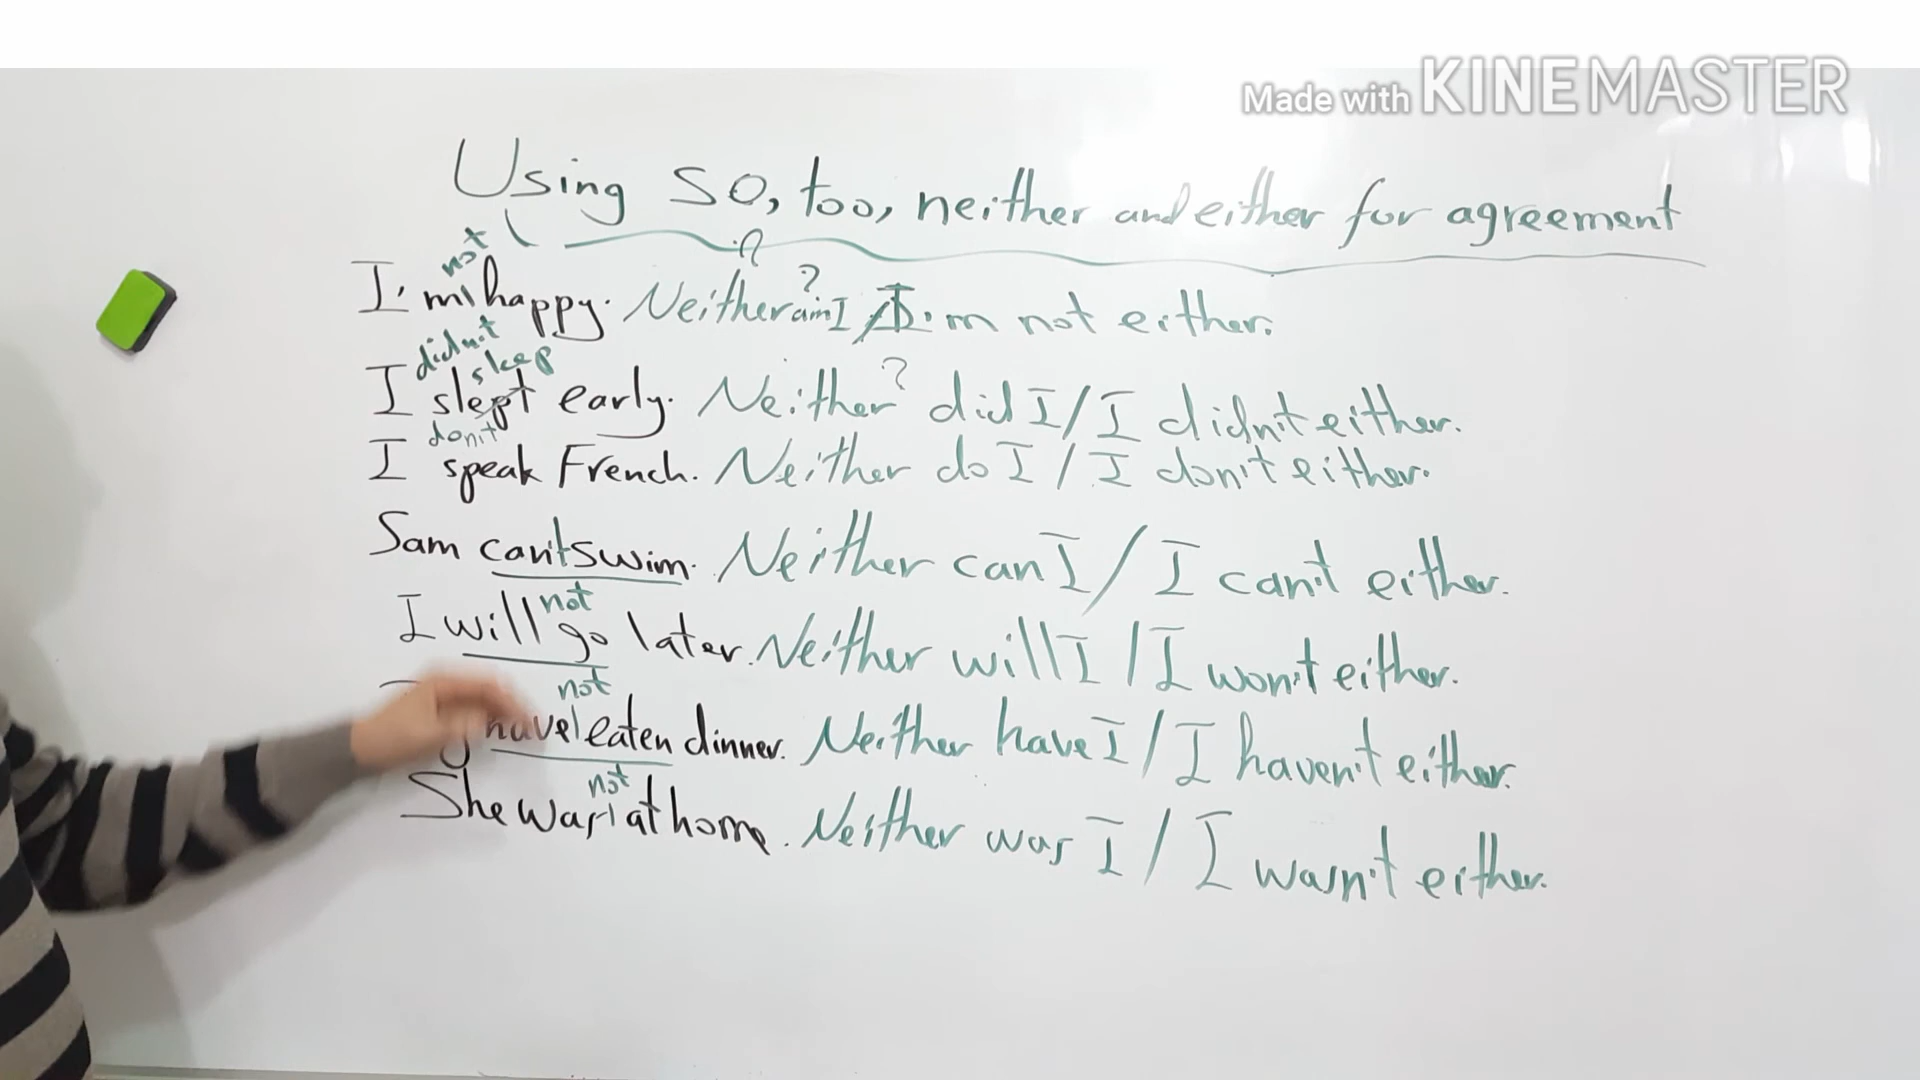 Made with KINEMASTER
Using SO, too, neither and either for agreement
not
I'm happy. Neither am I / I'm not either.
didn't
sleep
I slept early. Neither did I / I didn't either.
don't
I speak French. Neither do I / I don't either.
Sam can't swim. Neither can I / I can't either.
not
I will go later. Neither will I / I won't either.
not
have eaten dinner. Neither have I / I haven't either.
not
She was at home. Neither was I / I wasn't either.